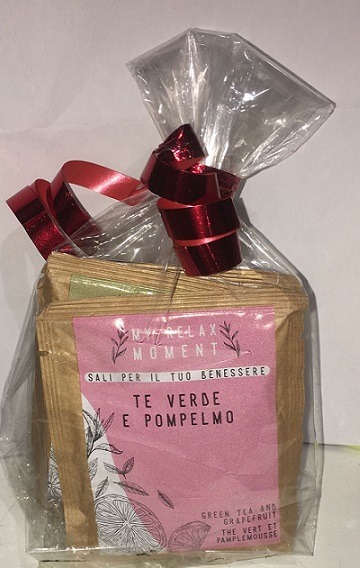 MY RELAX
MOMENT
SALI PER IL TUO BENESSERE
TE VERDE
E POMPELMO
GREEN TEA AND
GRAPEFRUIT
THE VERT ET
PAMPLEMOUSSE